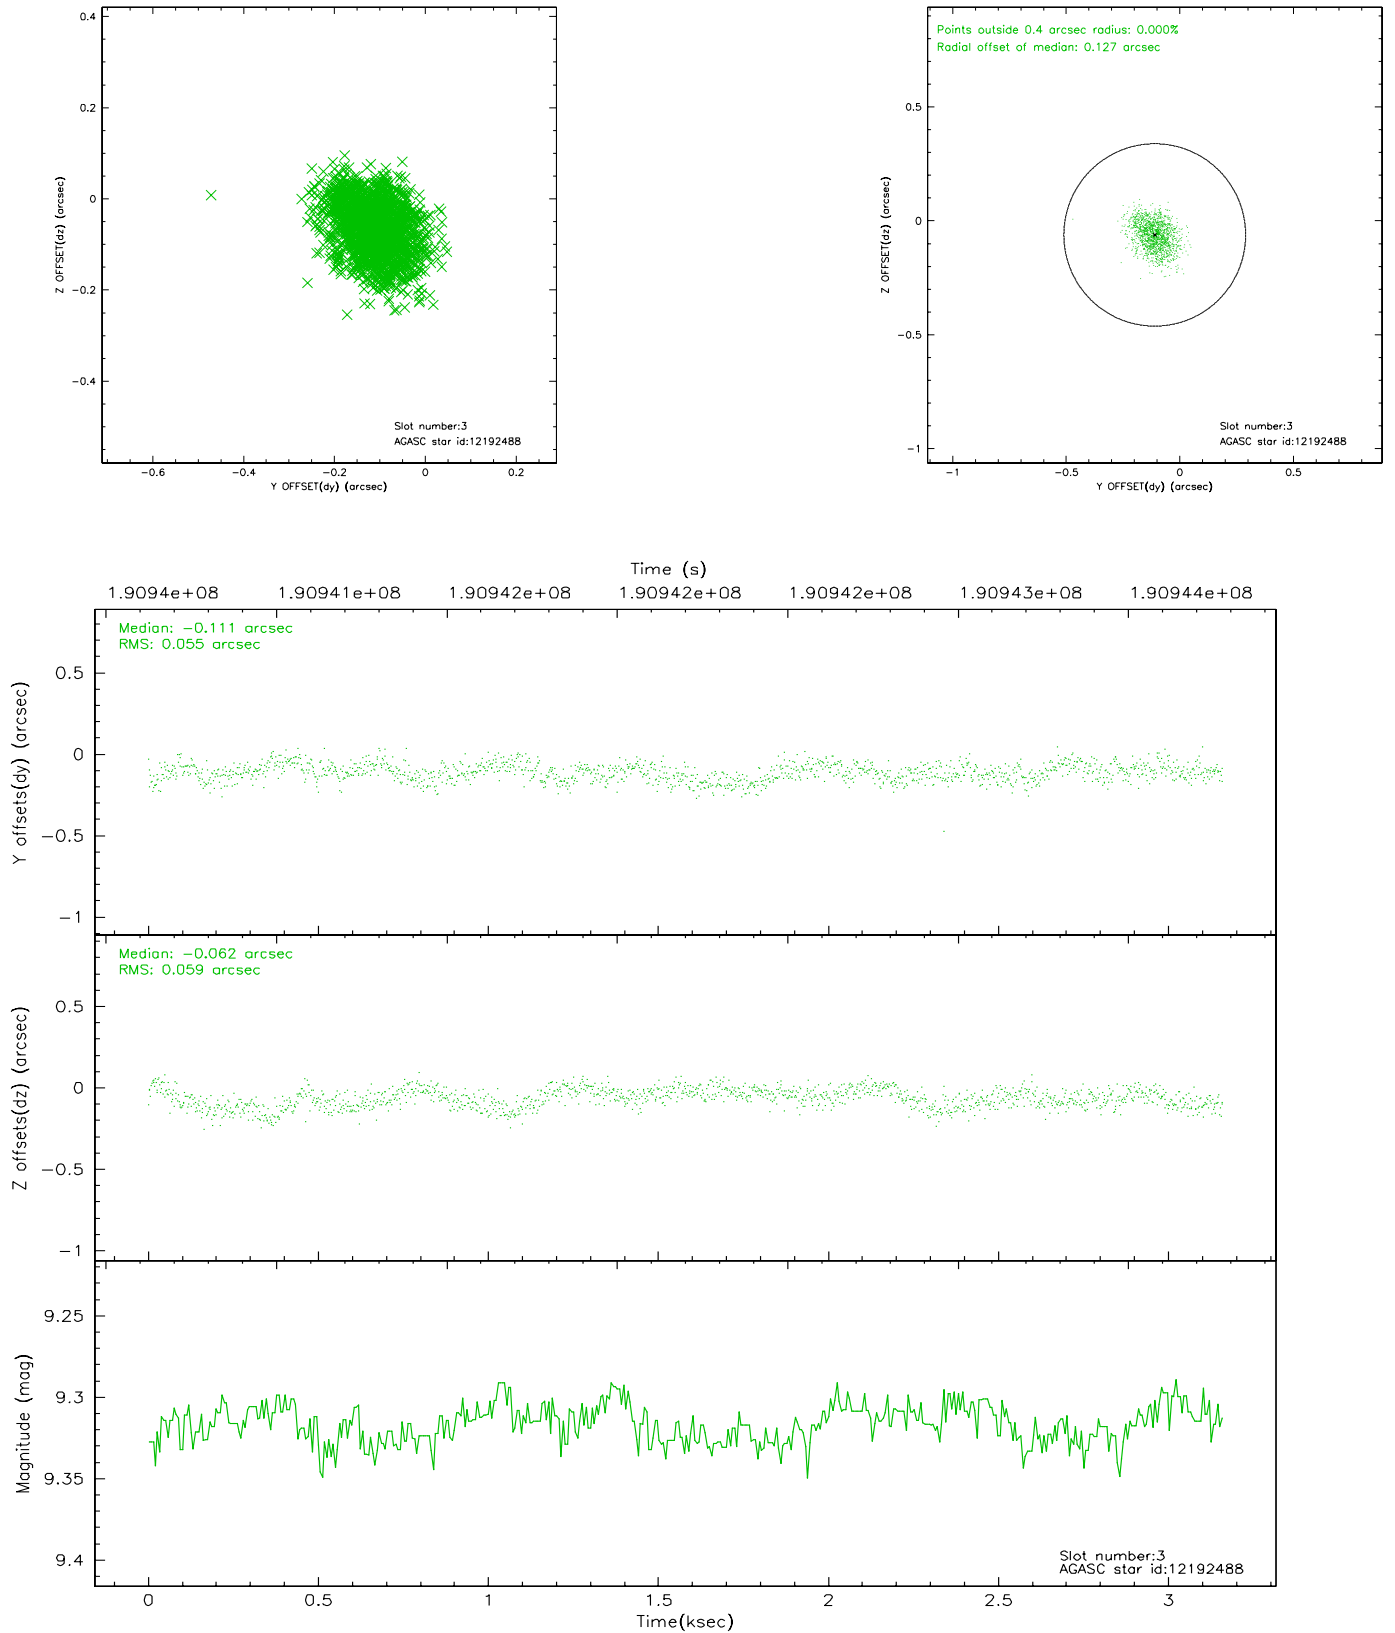 0.4
0.2
0
−0.2
−0.4
Z OFFSET(dz) (arcsec)
−0.6 −0.4 −0.2 0 0.2
Y OFFSET(dy) (arcsec)
Slot number:3
AGASC star id:12192488
Points outside 0.4 arcsec radius: 0.000%
Radial offset of median: 0.127 arcsec
0.5
0
−0.5
−1
Z OFFSET(dz) (arcsec)
−1 −0.5 0 0.5
Y OFFSET(dy) (arcsec)
Slot number:3
AGASC star id:12192488
Time (s)
1.9094e+08 1.90941e+08 1.90942e+08 1.90942e+08 1.90942e+08 1.90943e+08 1.90944e+08
Median: −0.111 arcsec
RMS: 0.055 arcsec
0.5
0
−0.5
−1
Y offsets(dy) (arcsec)
Median: −0.062 arcsec
RMS: 0.059 arcsec
0.5
0
−0.5
−1
Z offsets(dz) (arcsec)
9.25
9.3
9.35
9.4
Magnitude (mag)
Slot number:3
AGASC star id:12192488
0 0.5 1 1.5 2 2.5 3
Time(ksec)